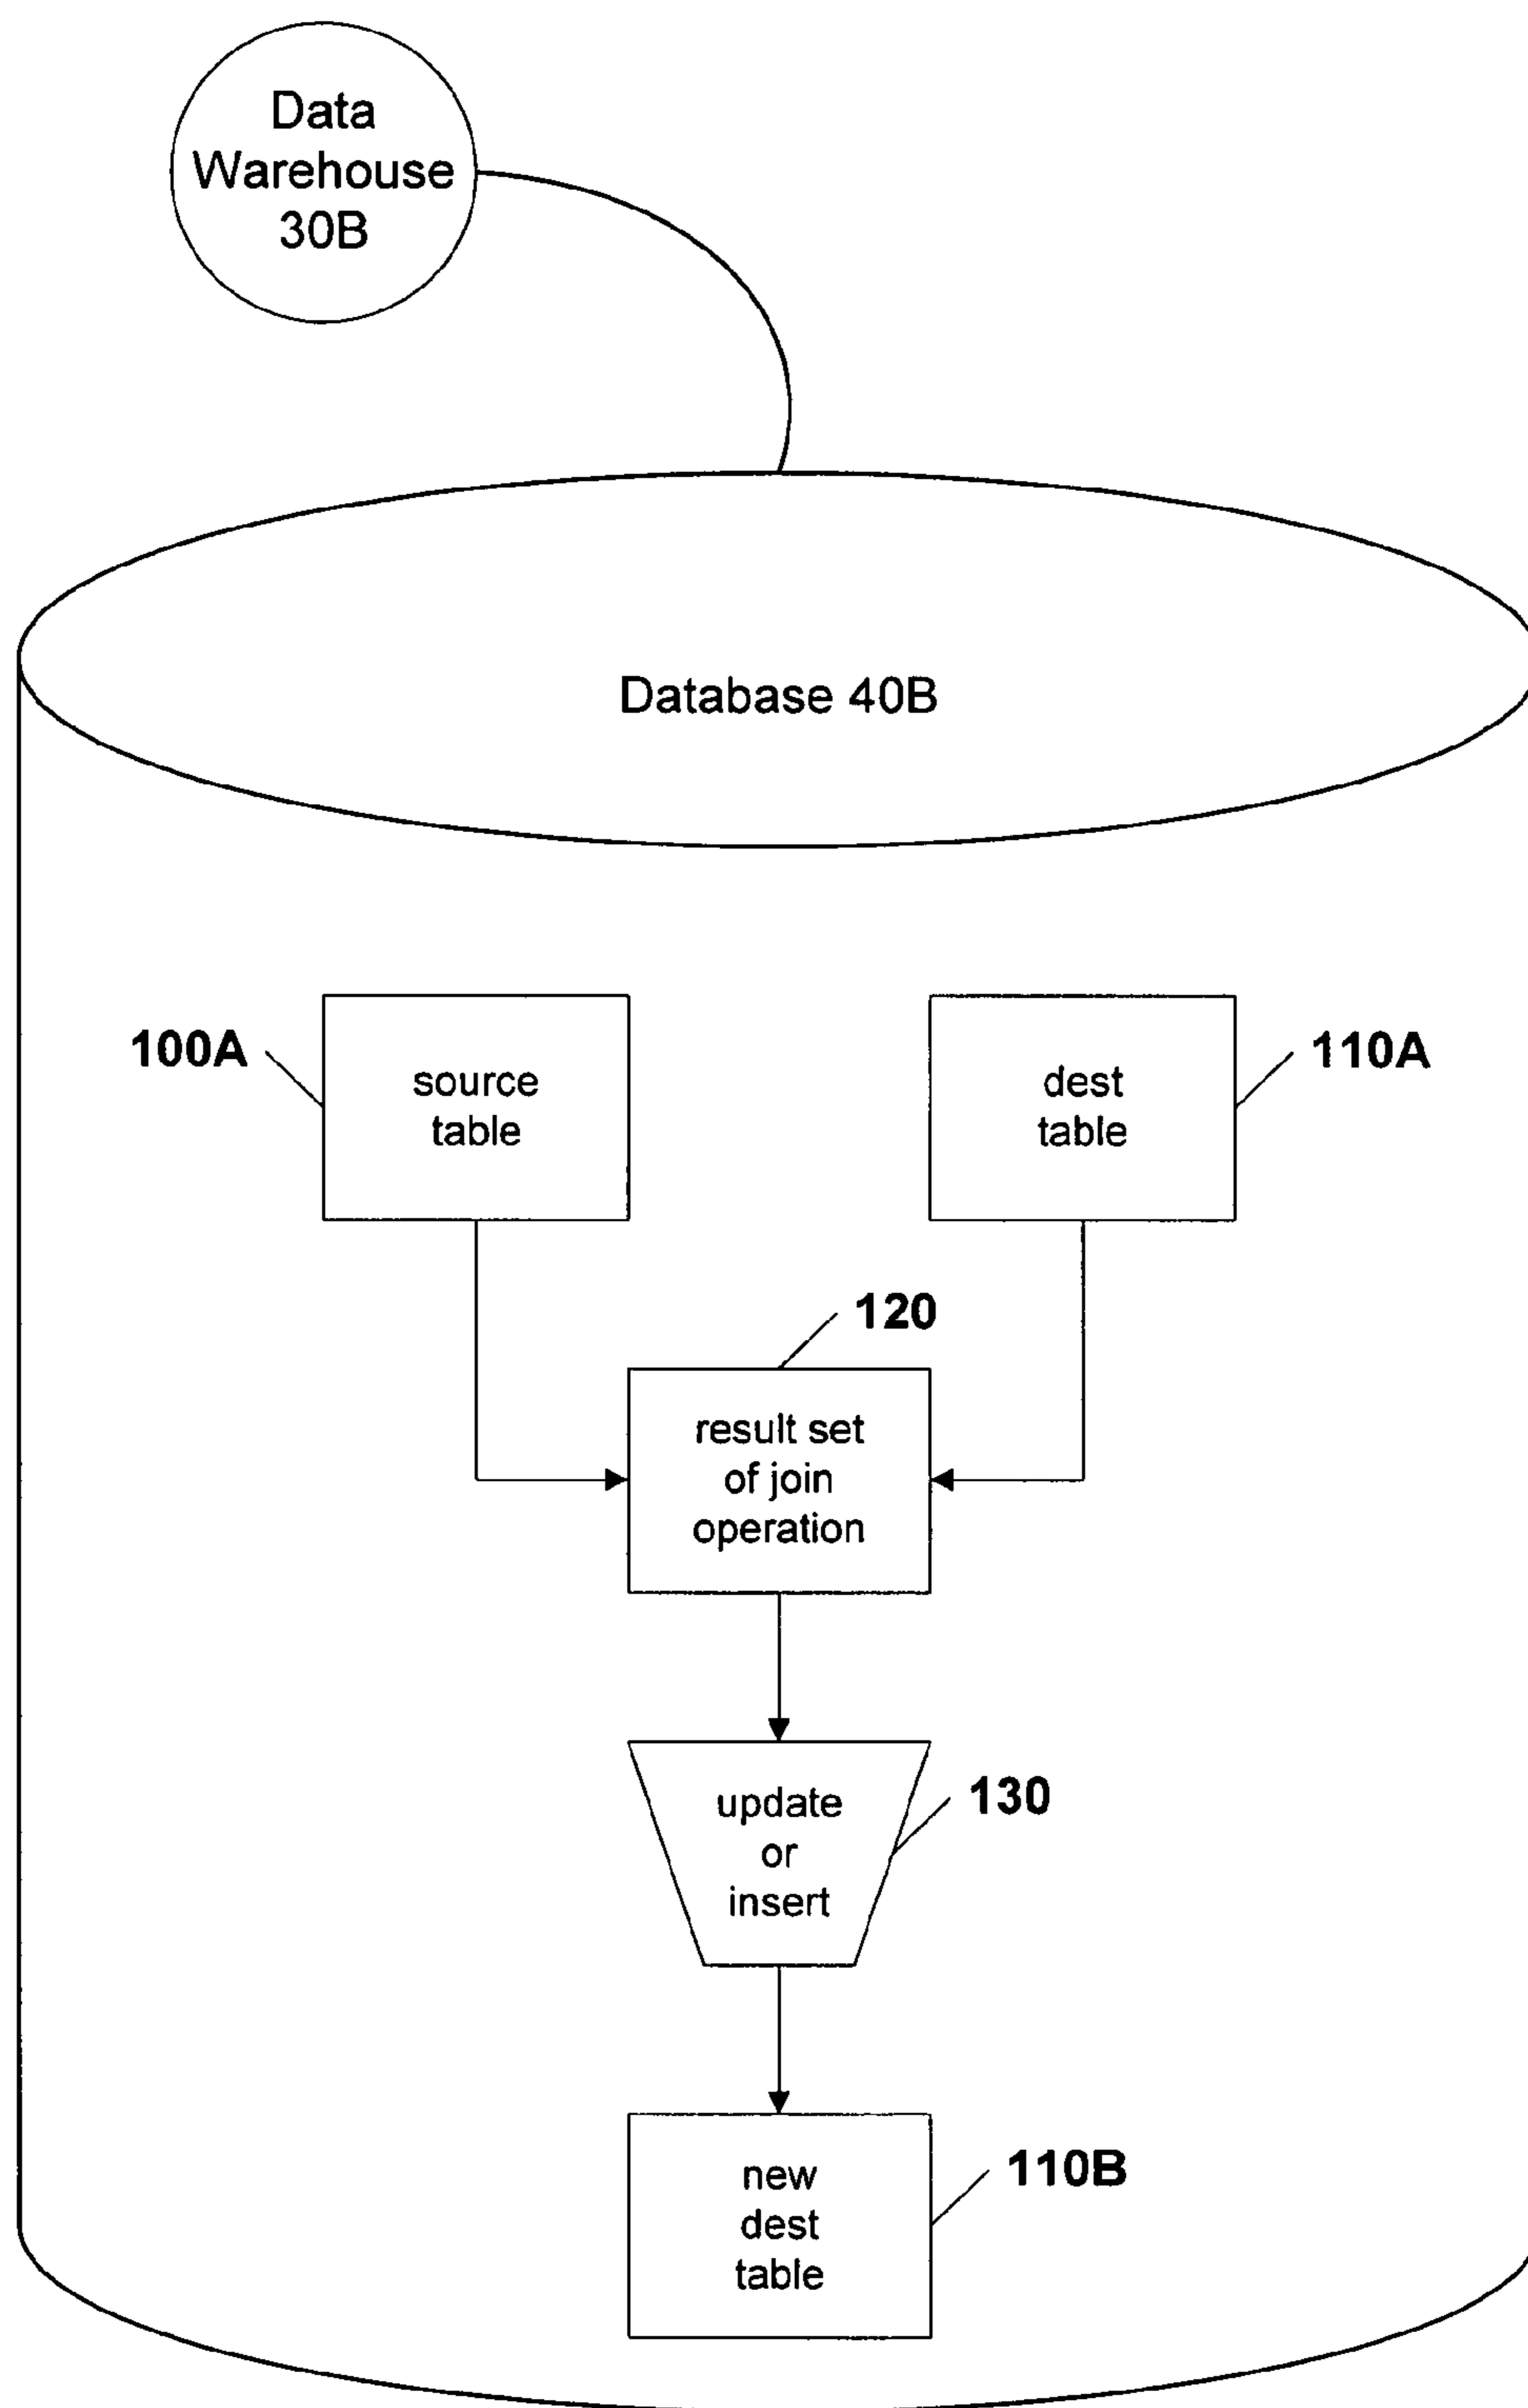 Data
Warehouse
30B
Database 40B
100A
source
table
dest
table
110A
120
result set
of join
operation
update
or
insert
130
new
dest
table
110B